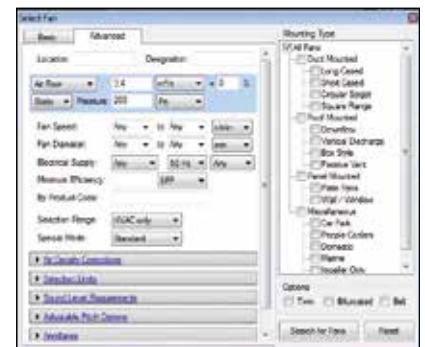 Select Fan
Basic
Advanced
Location
Designation
Air Flow 1.4 m³/s ± 0 %
Static Pressure 200 Pa
Fan Speed: Any to Any r/min
Fan Diameter: Any to Any mm
Electrical Supply: Any 50 Hz Any
Minimum Efficiency:
By Product Code:
Selection Range: HVAC only
Special Mode: Standard
Air Density Corrections
Selection Limits
Sound Level Requirements
Adjustable Pitch Options
Ancillaries
Mounting Type
All Fans
Duct Mounted
Long Cased
Short Cased
Circular Spigot
Square Flange
Roof Mounted
Downflow
Vertical Discharge
Box Style
Passive Vent
Panel Mounted
Plate Fans
Wall / Window
Miscellaneous
Car Park
People Coolers
Domestic
Marine
Impeller Only
Options
Trim Bifurcated Belt
Search for Fans
Reset